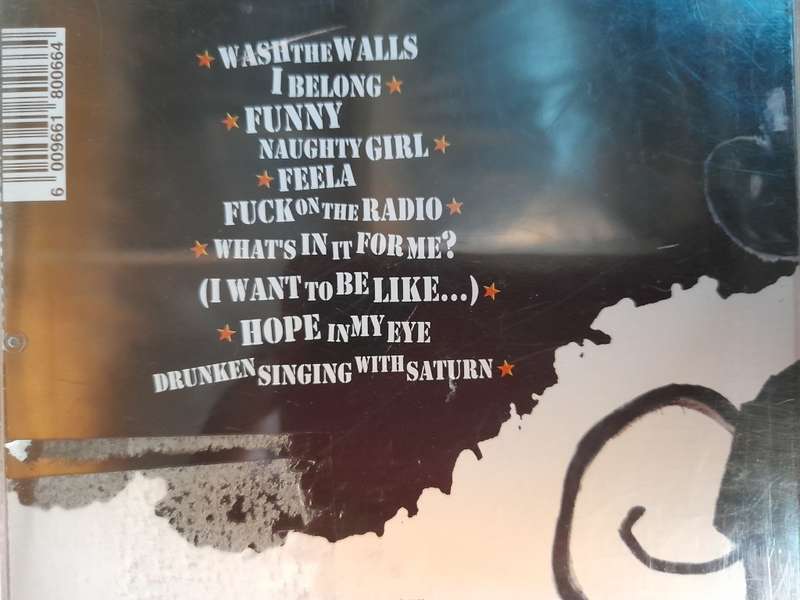 WASH THE WALLS
I BELONG
FUNNY
NAUGHTY GIRL
FEELA
FUCK ON THE RADIO
WHAT'S IN IT FOR ME?
(I WANT TO BE LIKE...)
HOPE IN MY EYE
DRUNKEN SINGING WITH SATURN
6 009661 800664